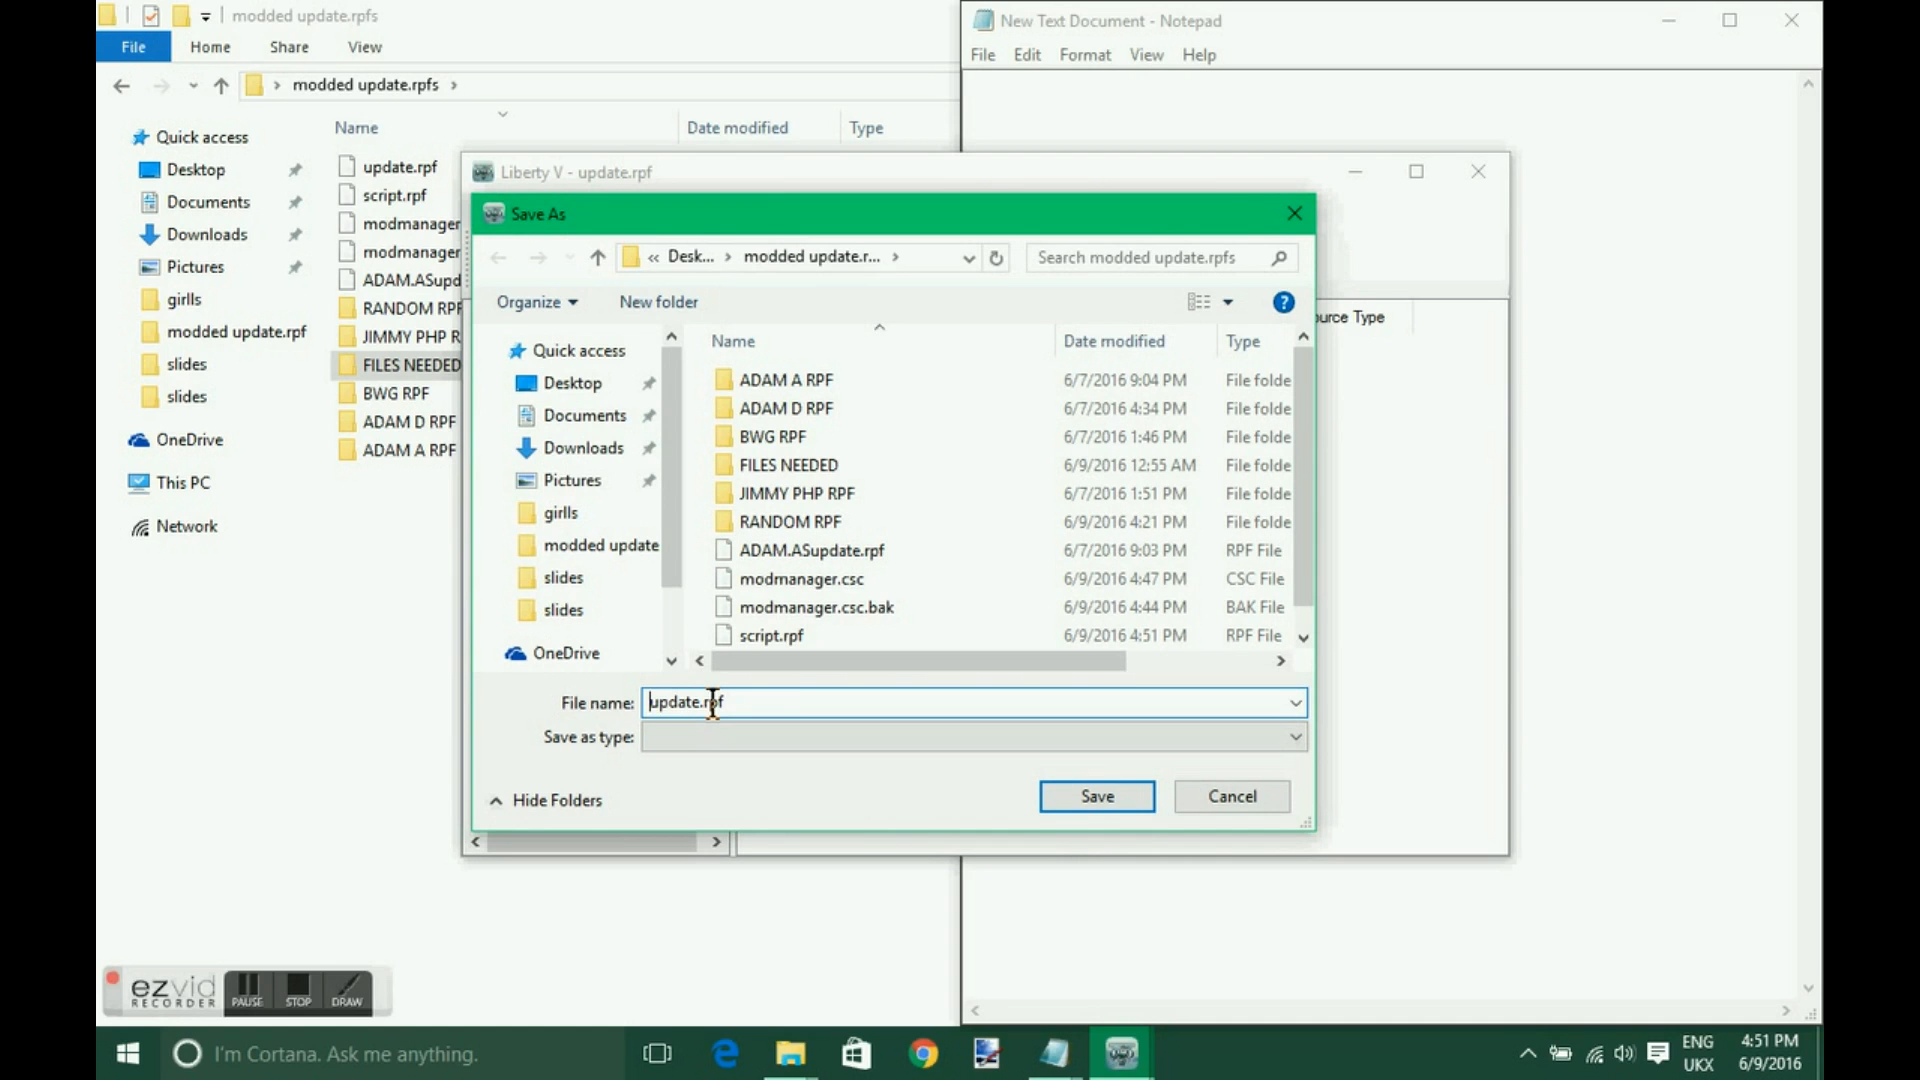 modded update.rpfs
File Home Share View
modded update.rpfs
Name Date modified Type
Quick access
Desktop
Documents
Downloads
Pictures
girlls
modded update.rpf
slides
slides
OneDrive
This PC
Network
update.rpf
script.rpf
modmanager
modmanager
ADAM.ASupd
RANDOM RPF
JIMMY PHP R
FILES NEEDED
BWG RPF
ADAM D RPF
ADAM A RPF
New Text Document - Notepad
File Edit Format View Help
Liberty V - update.rpf
ource Type
Save As
« Desk... › modded update.r... ›
Search modded update.rpfs
Organize New folder
Quick access
Desktop
Documents
Downloads
Pictures
girlls
modded update
slides
slides
OneDrive
Name Date modified Type
ADAM A RPF 6/7/2016 9:04 PM File folde
ADAM D RPF 6/7/2016 4:34 PM File folde
BWG RPF 6/7/2016 1:46 PM File folde
FILES NEEDED 6/9/2016 12:55 AM File folde
JIMMY PHP RPF 6/7/2016 1:51 PM File folde
RANDOM RPF 6/9/2016 4:21 PM File folde
ADAM.ASupdate.rpf 6/7/2016 9:03 PM RPF File
modmanager.csc 6/9/2016 4:47 PM CSC File
modmanager.csc.bak 6/9/2016 4:44 PM BAK File
script.rpf 6/9/2016 4:51 PM RPF File
File name: update.rpf
Save as type:
Hide Folders
Save Cancel
ezvid
RECORDER
PAUSE STOP DRAW
I'm Cortana. Ask me anything.
ENG
UKX
4:51 PM
6/9/2016